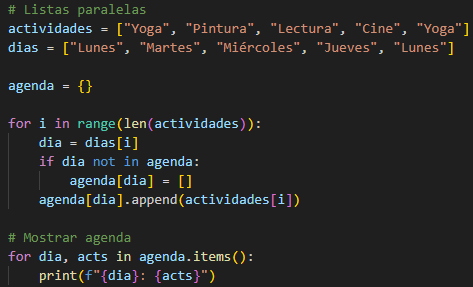 # Listas paralelas
actividades = ["Yoga", "Pintura", "Lectura", "Cine", "Yoga"]
dias = ["Lunes", "Martes", "Miércoles", "Jueves", "Lunes"]

agenda = {}

for i in range(len(actividades)):
    dia = dias[i]
    if dia not in agenda:
        agenda[dia] = []
    agenda[dia].append(actividades[i])

# Mostrar agenda
for dia, acts in agenda.items():
    print(f"{dia}: {acts}")